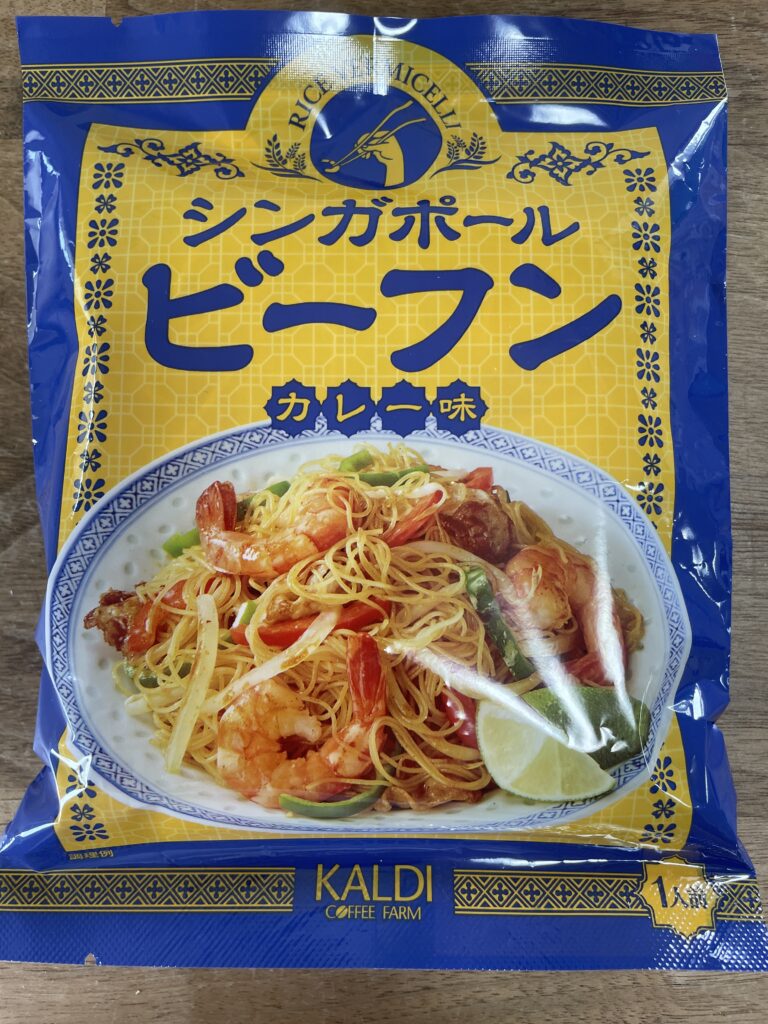 RICE VERMICELLI
シンガポール
ビーフン
カレー味
調理例
KALDI
COFFEE FARM
1人前